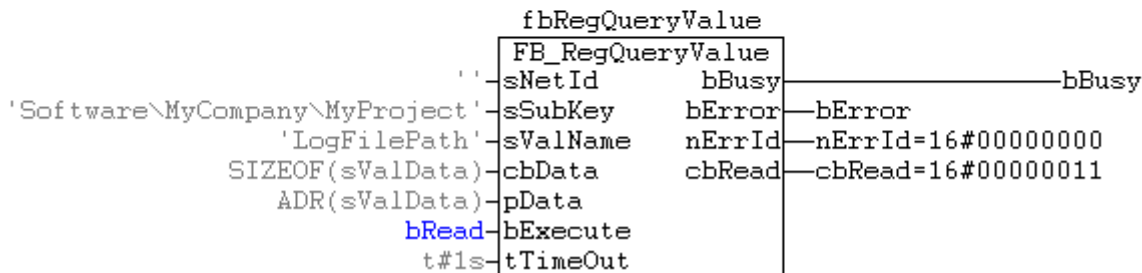 fbRegQueryValue
FB_RegQueryValue
'' sNetId bBusy bBusy
'Software\MyCompany\MyProject' sSubKey bError bError
'LogFilePath' sValName nErrId nErrId=16#00000000
SIZEOF(sValData) cbData cbRead cbRead=16#00000011
ADR(sValData) pData
bRead bExecute
t#1s tTimeOut